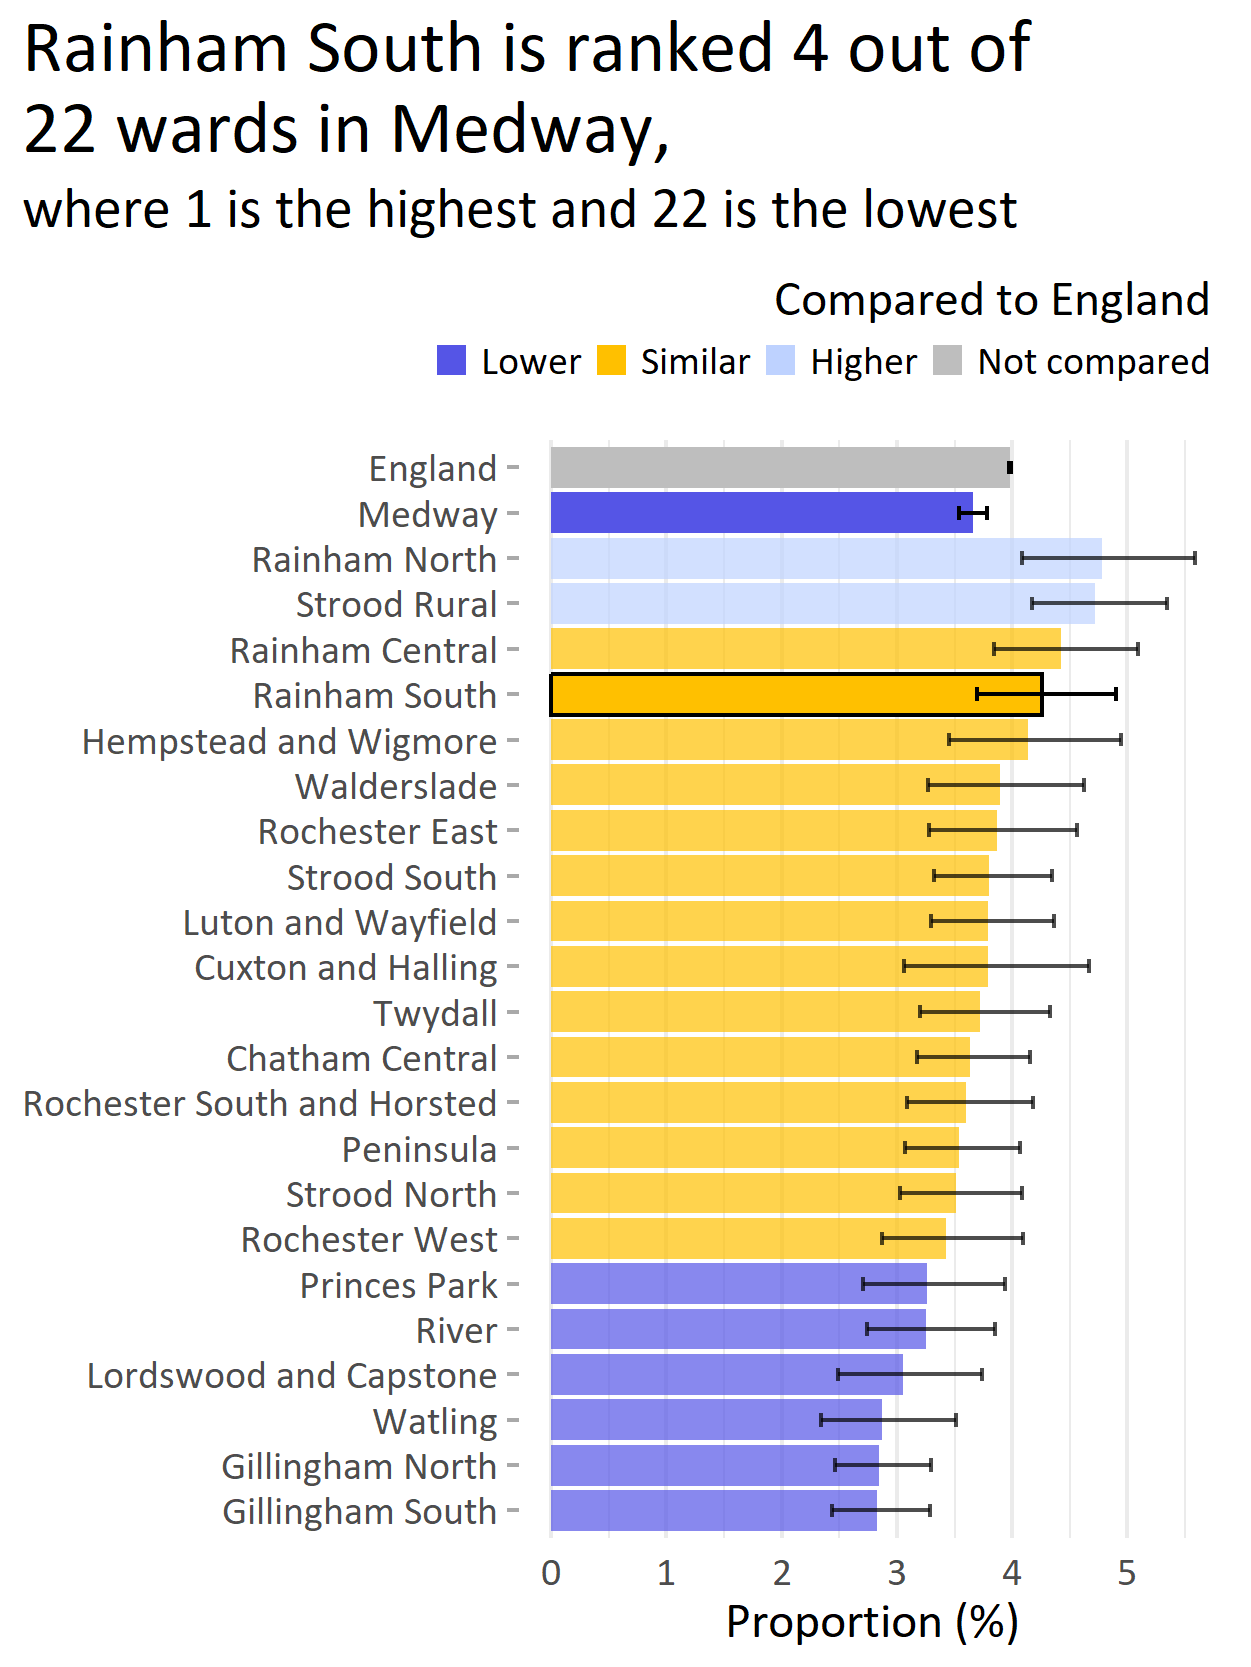 Rainham South is ranked 4 out of
22 wards in Medway,
where 1 is the highest and 22 is the lowest
Compared to England
Lower Similar Higher Not compared
England
Medway
Rainham North
Strood Rural
Rainham Central
Rainham South
Hempstead and Wigmore
Walderslade
Rochester East
Strood South
Luton and Wayfield
Cuxton and Halling
Twydall
Chatham Central
Rochester South and Horsted
Peninsula
Strood North
Rochester West
Princes Park
River
Lordswood and Capstone
Watling
Gillingham North
Gillingham South
0 1 2 3 4 5
Proportion (%)